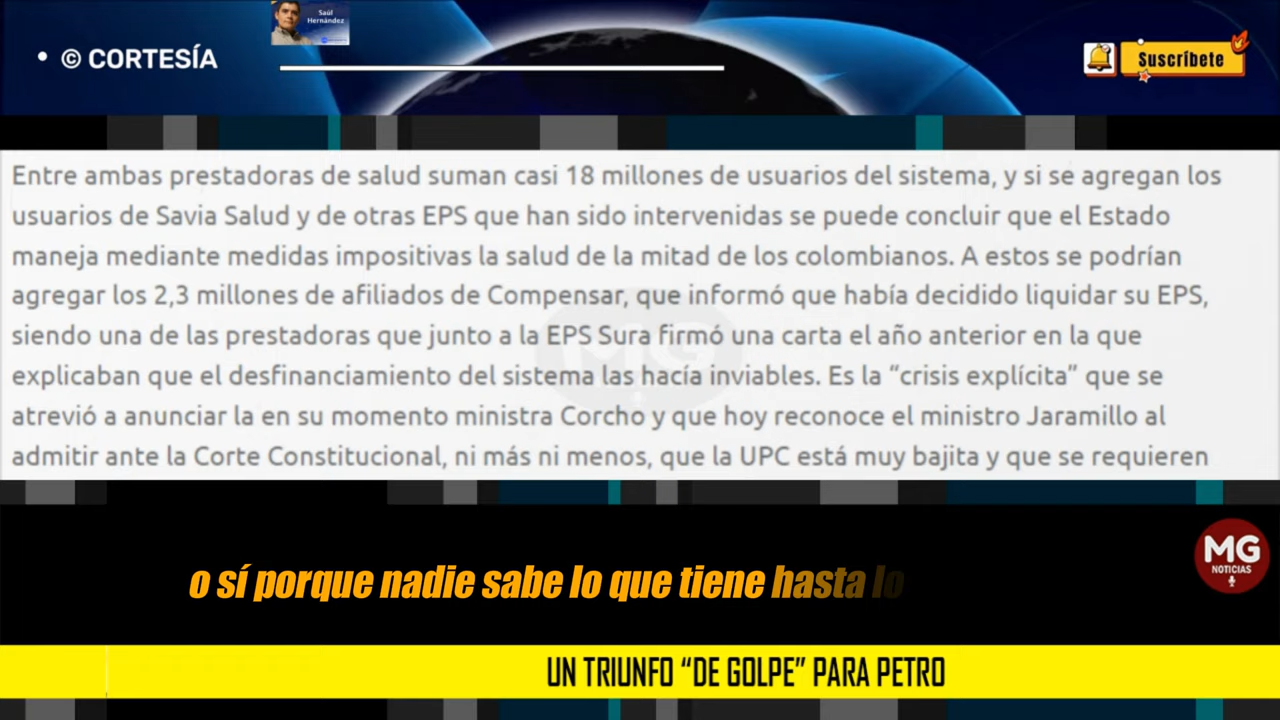 Saúl
Hernández
• © CORTESÍA
Suscríbete
Entre ambas prestadoras de salud suman casi 18 millones de usuarios del sistema, y si se agregan los
usuarios de Savia Salud y de otras EPS que han sido intervenidas se puede concluir que el Estado
maneja mediante medidas impositivas la salud de la mitad de los colombianos. A estos se podrían
agregar los 2,3 millones de afiliados de Compensar, que informó que había decidido liquidar su EPS,
siendo una de las prestadoras que junto a la EPS Sura firmó una carta el año anterior en la que
explicaban que el desfinanciamiento del sistema las hacía inviables. Es la “crisis explícita” que se
atrevió a anunciar la en su momento ministra Corcho y que hoy reconoce el ministro Jaramillo al
admitir ante la Corte Constitucional, ni más ni menos, que la UPC está muy bajita y que se requieren
MG
NOTICIAS
o sí porque nadie sabe lo que tiene hasta lo
UN TRIUNFO “DE GOLPE” PARA PETRO